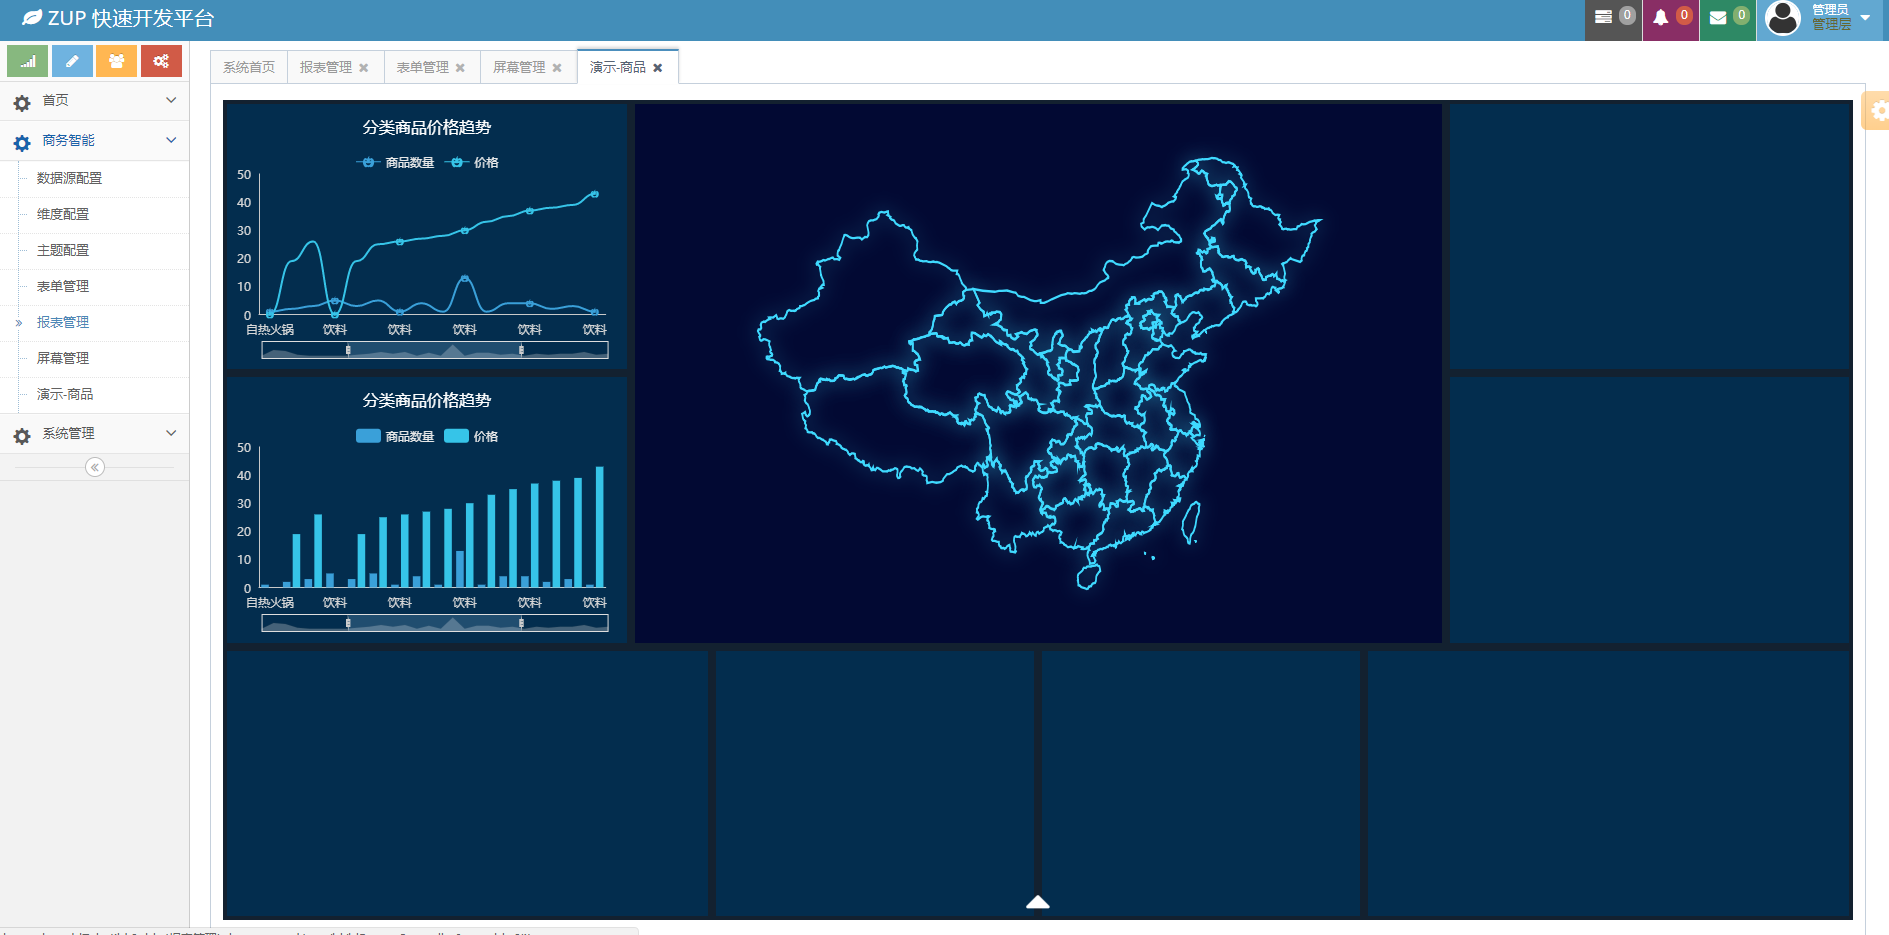 ZUP 快速开发平台
0
0
0
管理员
管理层
系统首页
报表管理
表单管理
屏幕管理
演示-商品
首页
商务智能
数据源配置
维度配置
主题配置
表单管理
报表管理
屏幕管理
演示-商品
系统管理
分类商品价格趋势
商品数量 价格
50
40
30
20
10
0
自热火锅 饮料 饮料 饮料 饮料 饮料
分类商品价格趋势
商品数量 价格
50
40
30
20
10
0
自热火锅 饮料 饮料 饮料 饮料 饮料